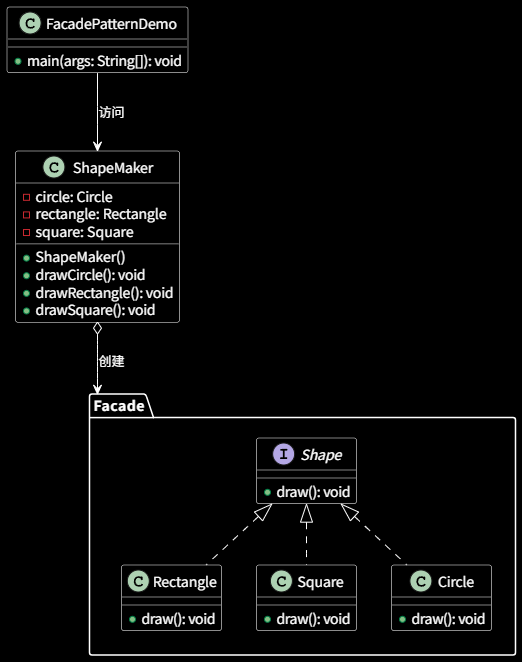 C FacadePatternDemo
main(args: String[]): void
访问
C ShapeMaker
circle: Circle
rectangle: Rectangle
square: Square
ShapeMaker()
drawCircle(): void
drawRectangle(): void
drawSquare(): void
创建
Facade
I Shape
draw(): void
C Rectangle
draw(): void
C Square
draw(): void
C Circle
draw(): void